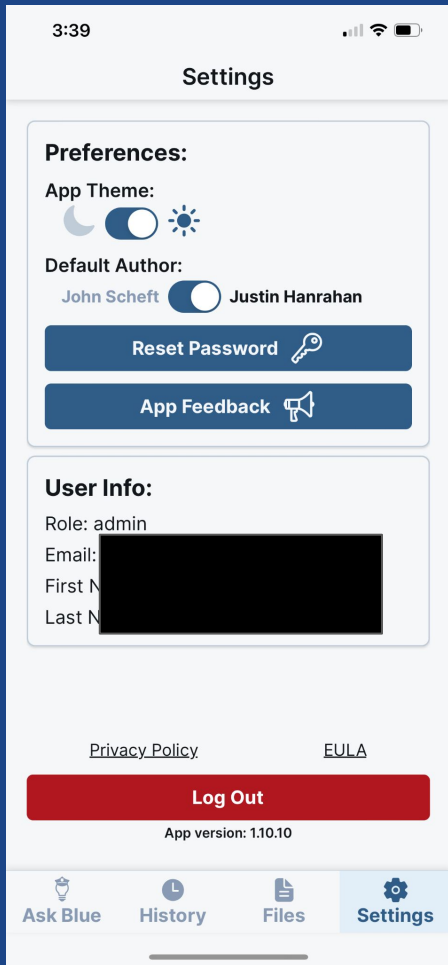 3:39
Settings
Preferences:
App Theme:
Default Author:
John Scheft Justin Hanrahan
Reset Password
App Feedback
User Info:
Role: admin
Email:
First N
Last N
Privacy Policy EULA
Log Out
App version: 1.10.10
Ask Blue History Files Settings